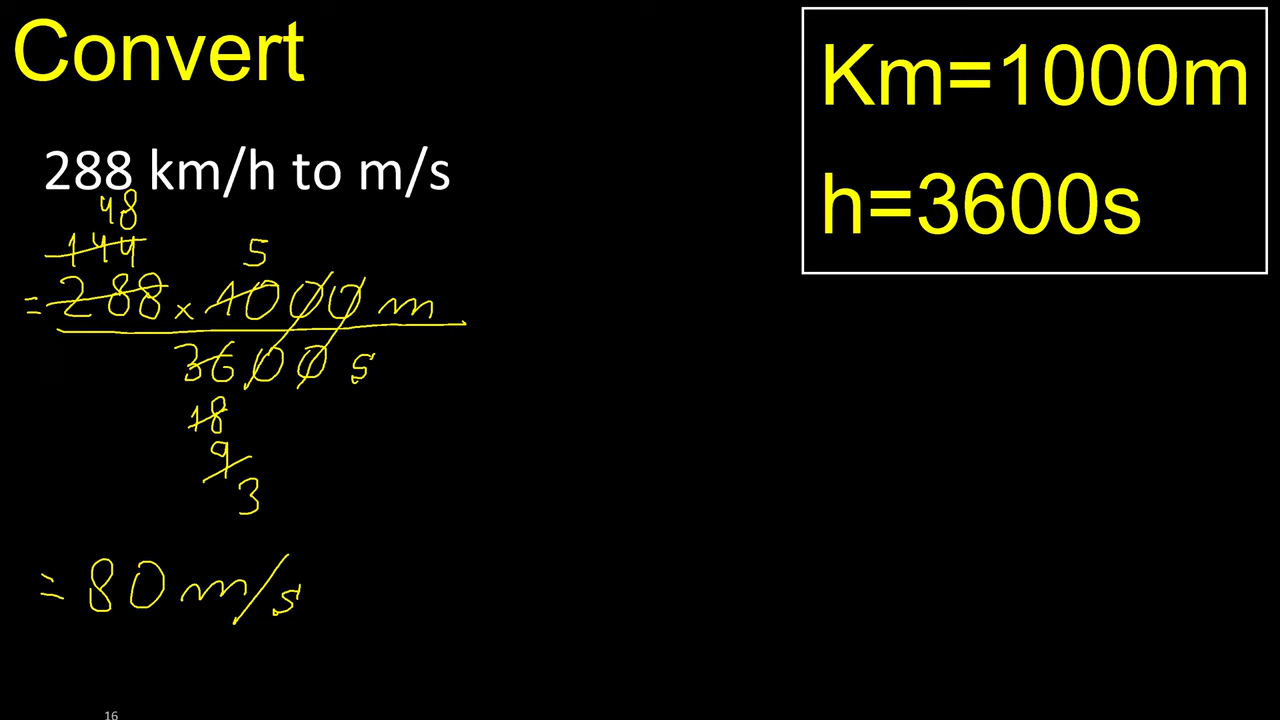 Convert
Km=1000m
h=3600s
288 km/h to m/s
48
144 5
= 288 × 1000 m
3600 s
18
9
3
= 80 m/s
16